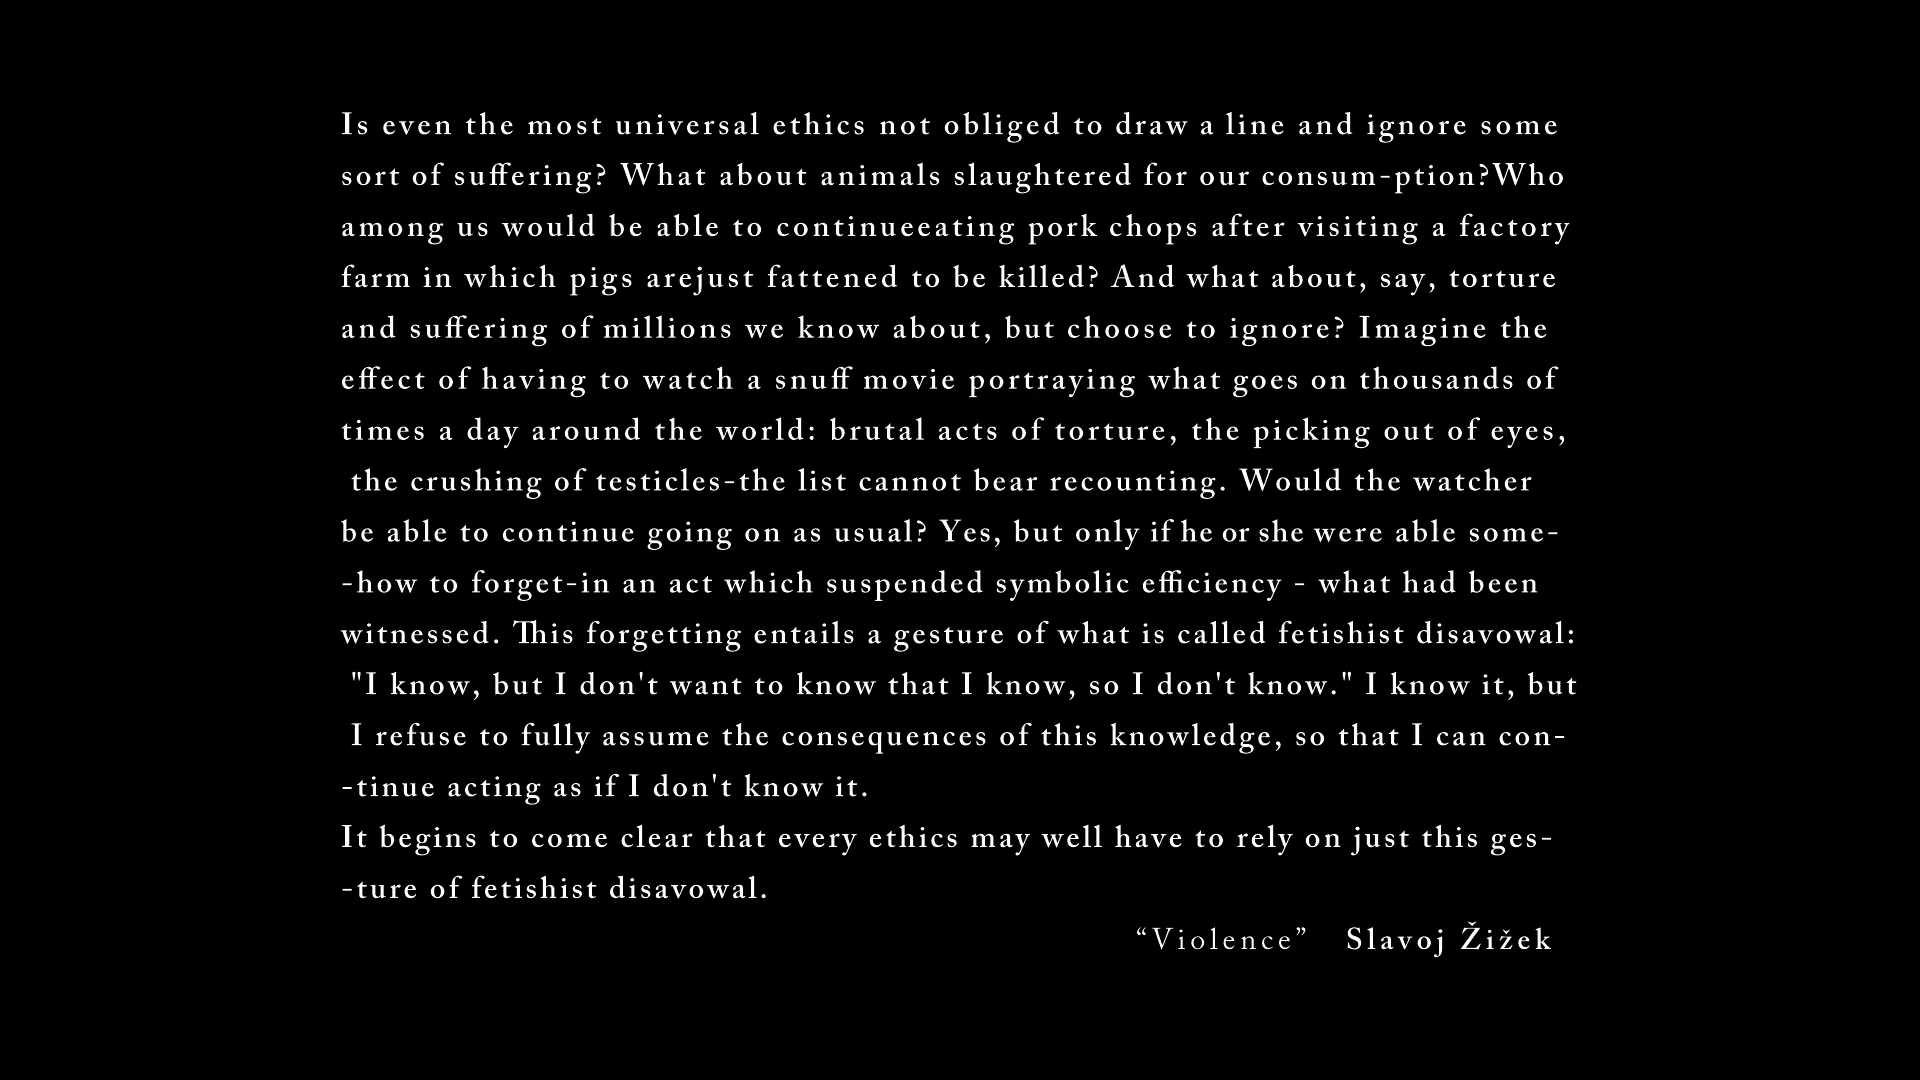 Is even the most universal ethics not obliged to draw a line and ignore some
sort of suffering? What about animals slaughtered for our consum-ption?Who
among us would be able to continueeating pork chops after visiting a factory
farm in which pigs arejust fattened to be killed? And what about, say, torture
and suffering of millions we know about, but choose to ignore? Imagine the
effect of having to watch a snuff movie portraying what goes on thousands of
times a day around the world: brutal acts of torture, the picking out of eyes,
the crushing of testicles-the list cannot bear recounting. Would the watcher
be able to continue going on as usual? Yes, but only if he or she were able some-
-how to forget-in an act which suspended symbolic efficiency - what had been
witnessed. This forgetting entails a gesture of what is called fetishist disavowal:
"I know, but I don't want to know that I know, so I don't know." I know it, but
I refuse to fully assume the consequences of this knowledge, so that I can con-
-tinue acting as if I don't know it.
It begins to come clear that every ethics may well have to rely on just this ges-
-ture of fetishist disavowal.
“Violence” Slavoj Žižek